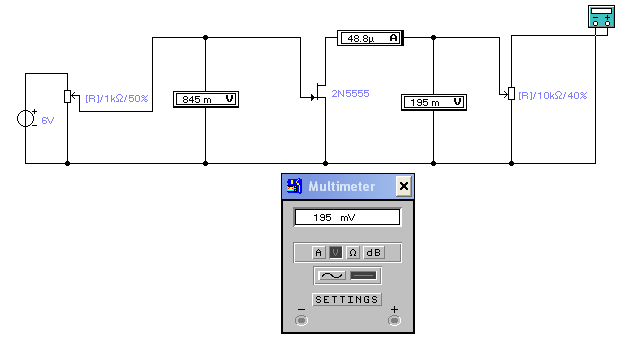 48.8µ A
845 m V
[R]/1kΩ/50%
2N5555
195 m V
[R]/10kΩ/40%
+
−
6V
Multimeter
195 mV
A V Ω dB
SETTINGS
− +